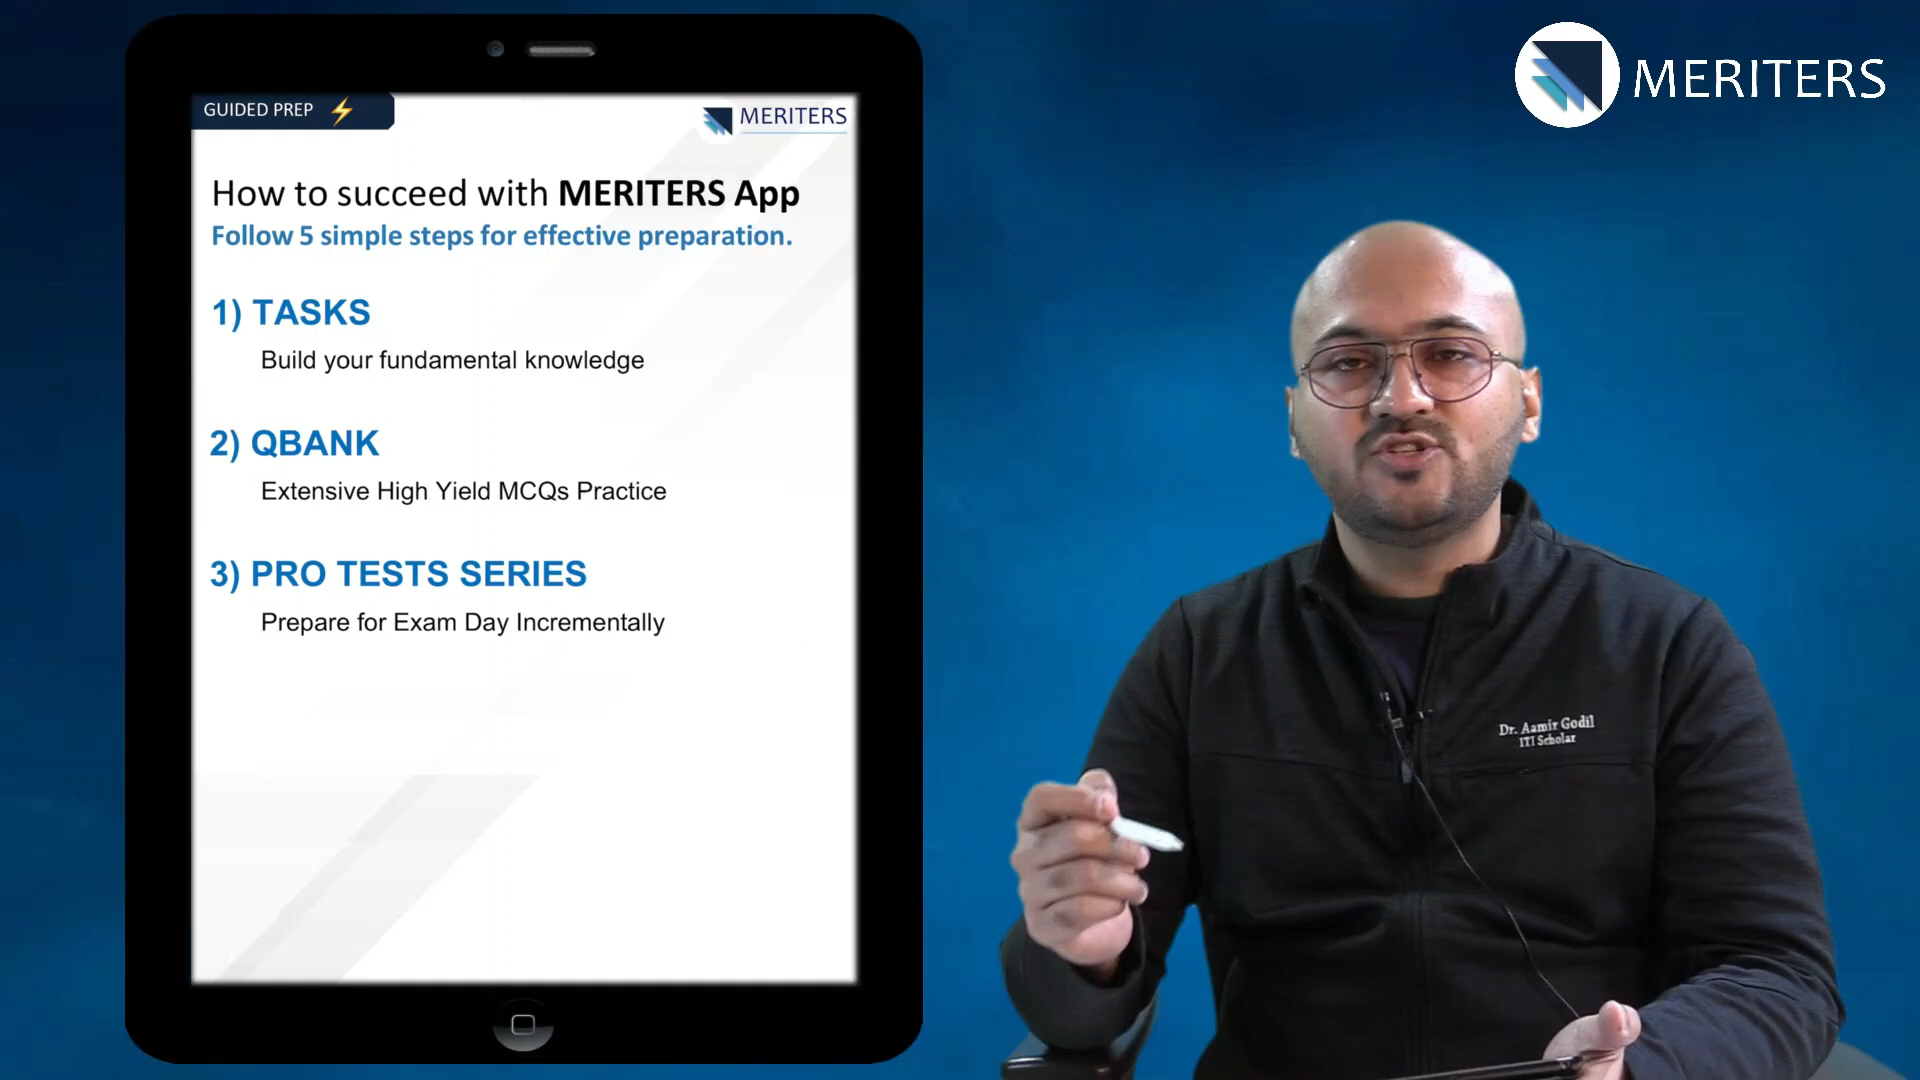 GUIDED PREP
MERITERS
How to succeed with MERITERS App
Follow 5 simple steps for effective preparation.
1) TASKS
Build your fundamental knowledge
2) QBANK
Extensive High Yield MCQs Practice
3) PRO TESTS SERIES
Prepare for Exam Day Incrementally
MERITERS
Dr. Aamir Godil
ITI Scholar